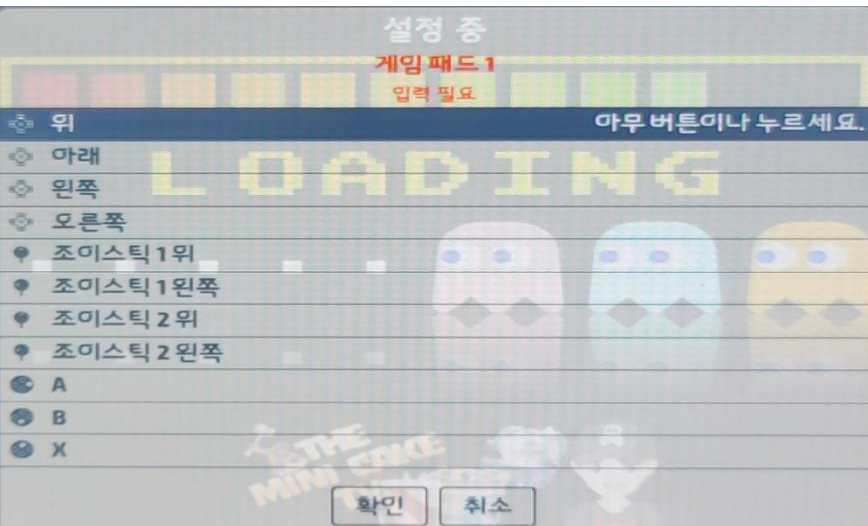 설정 중
게임 패드 1
입력 필요
위 아무 버튼이나 누르세요.
아래
왼쪽
오른쪽
LOADING
조이스틱 1 위
조이스틱 1 왼쪽
조이스틱 2 위
조이스틱 2 왼쪽
A
B
X
THE
MINI CAKE
확인 취소